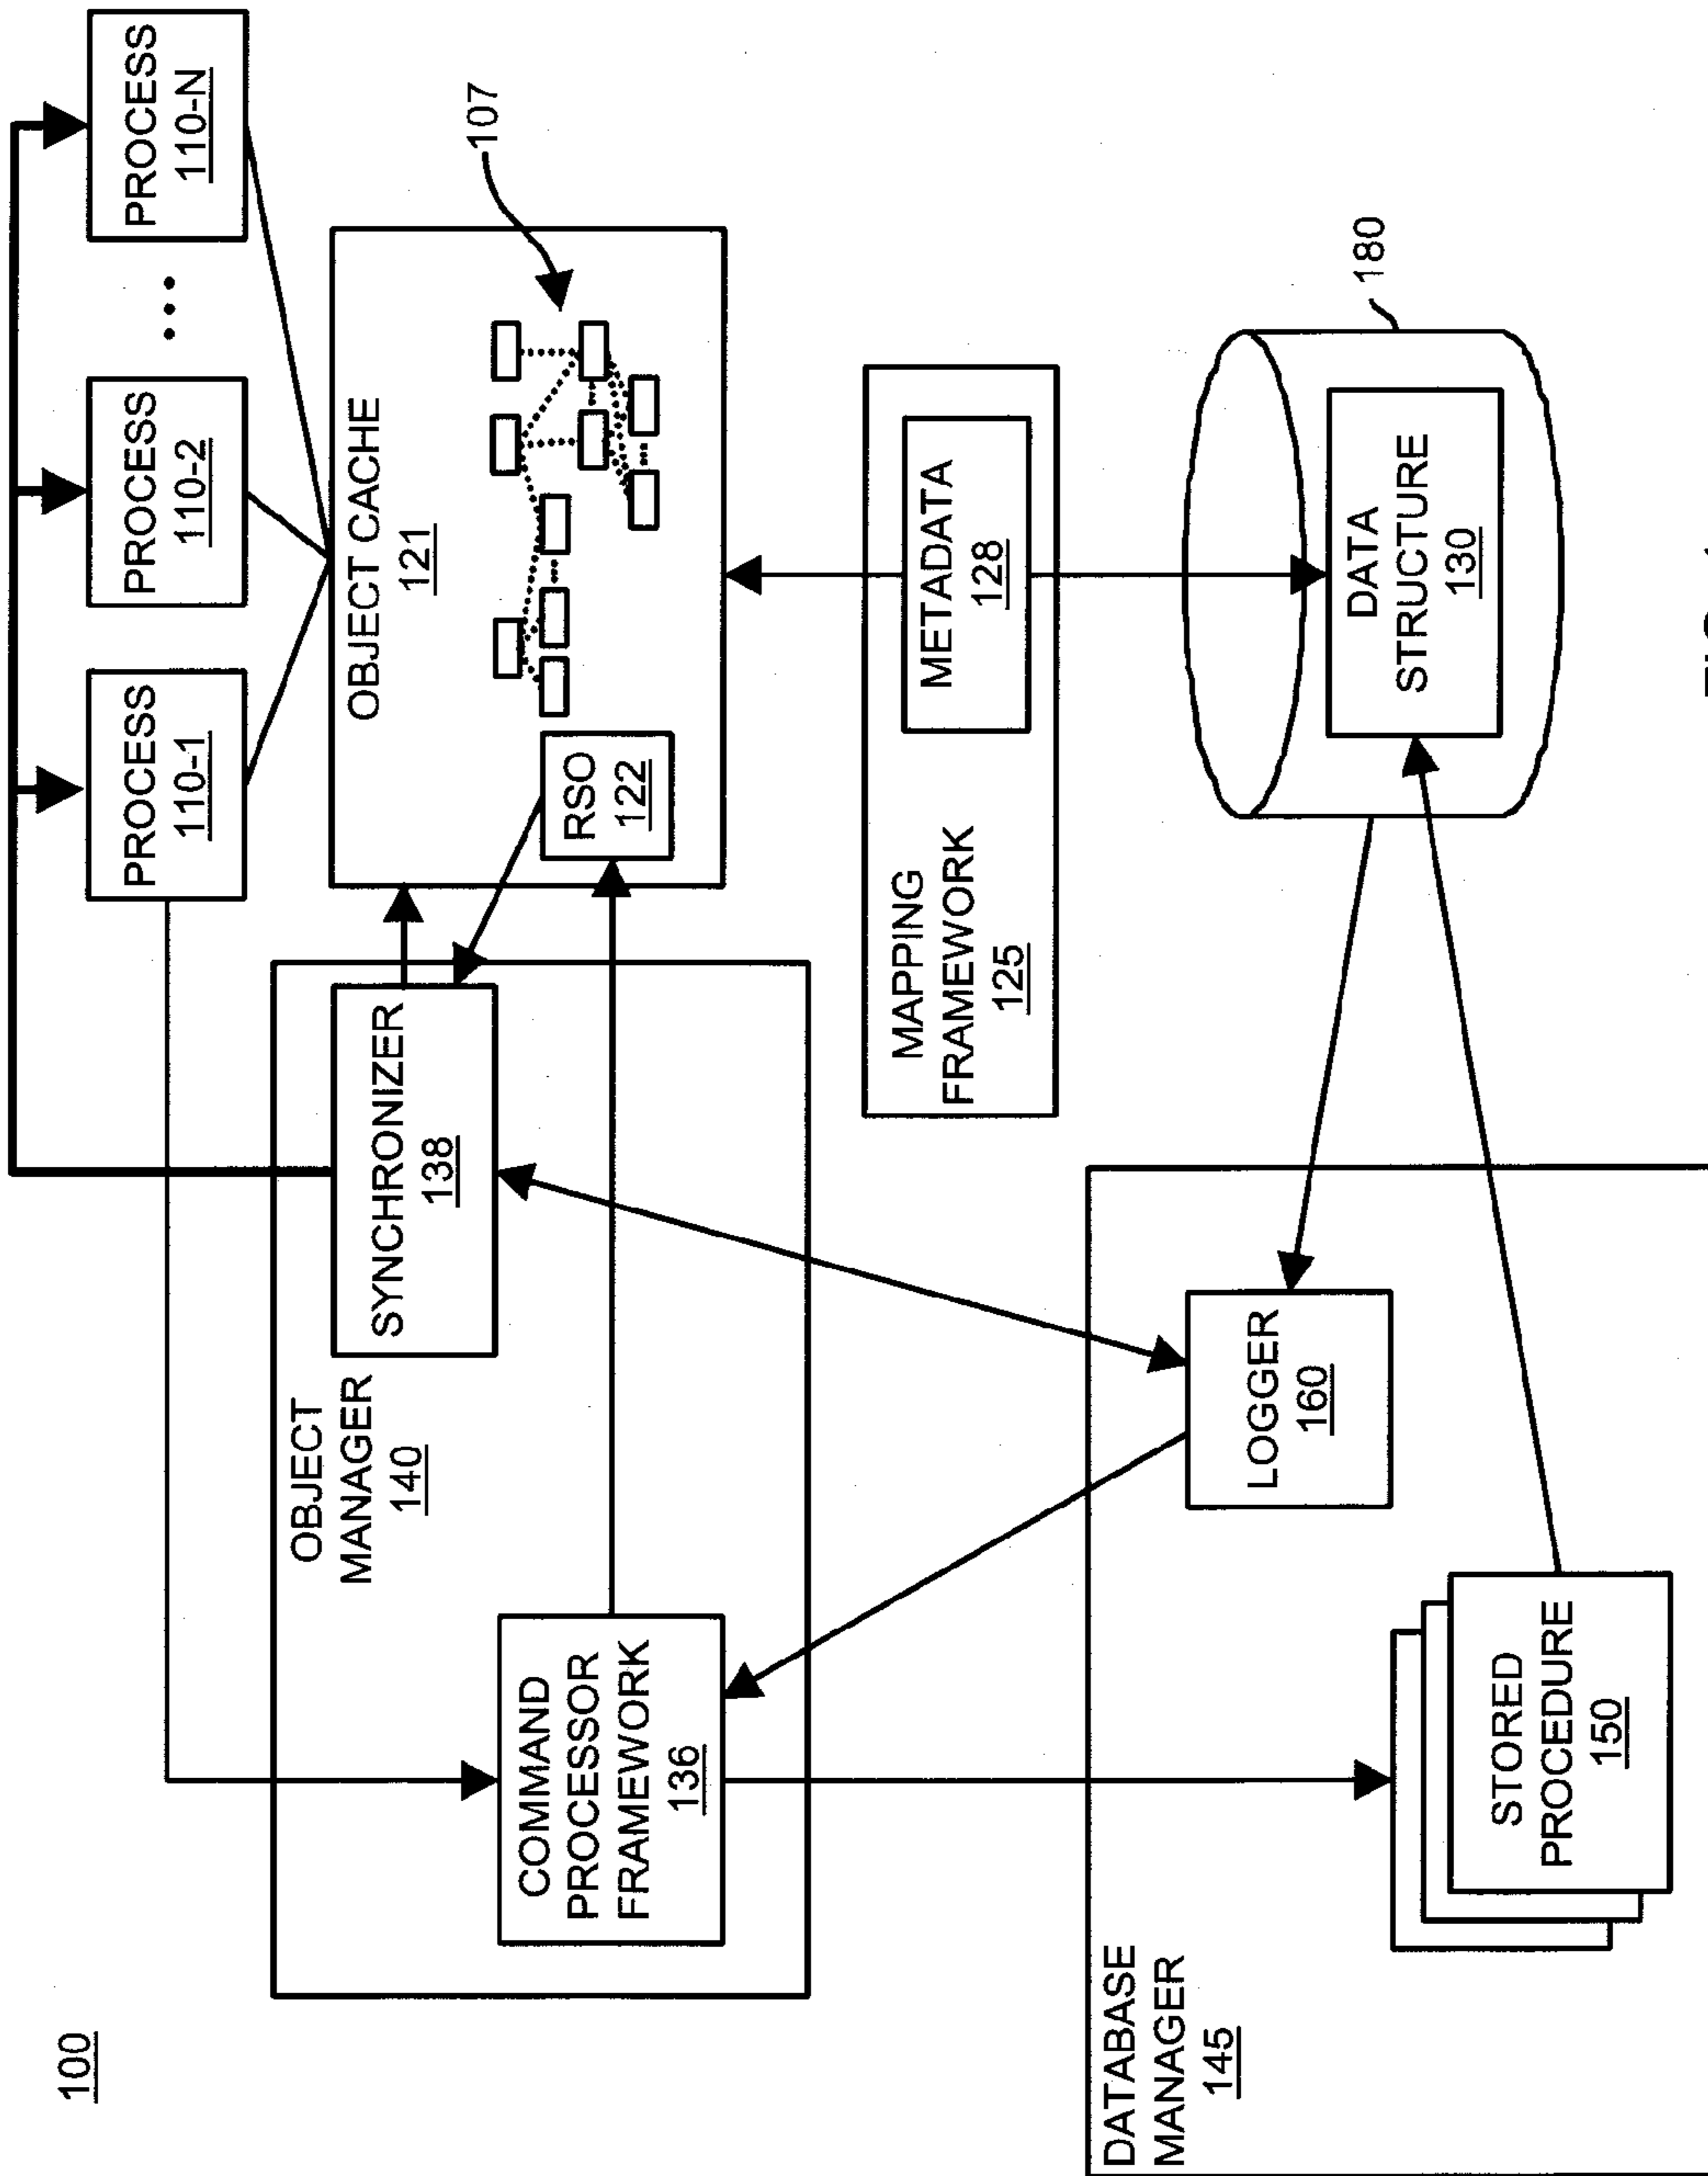 100
PROCESS
110-1
PROCESS
110-2
...
PROCESS
110-N
OBJECT
MANAGER
140
SYNCHRONIZER
138
COMMAND
PROCESSOR
FRAMEWORK
136
OBJECT CACHE
121
RSO
122
107
MAPPING
FRAMEWORK
125
METADATA
128
DATABASE
MANAGER
145
LOGGER
160
STORED
PROCEDURE
150
180
DATA
STRUCTURE
130